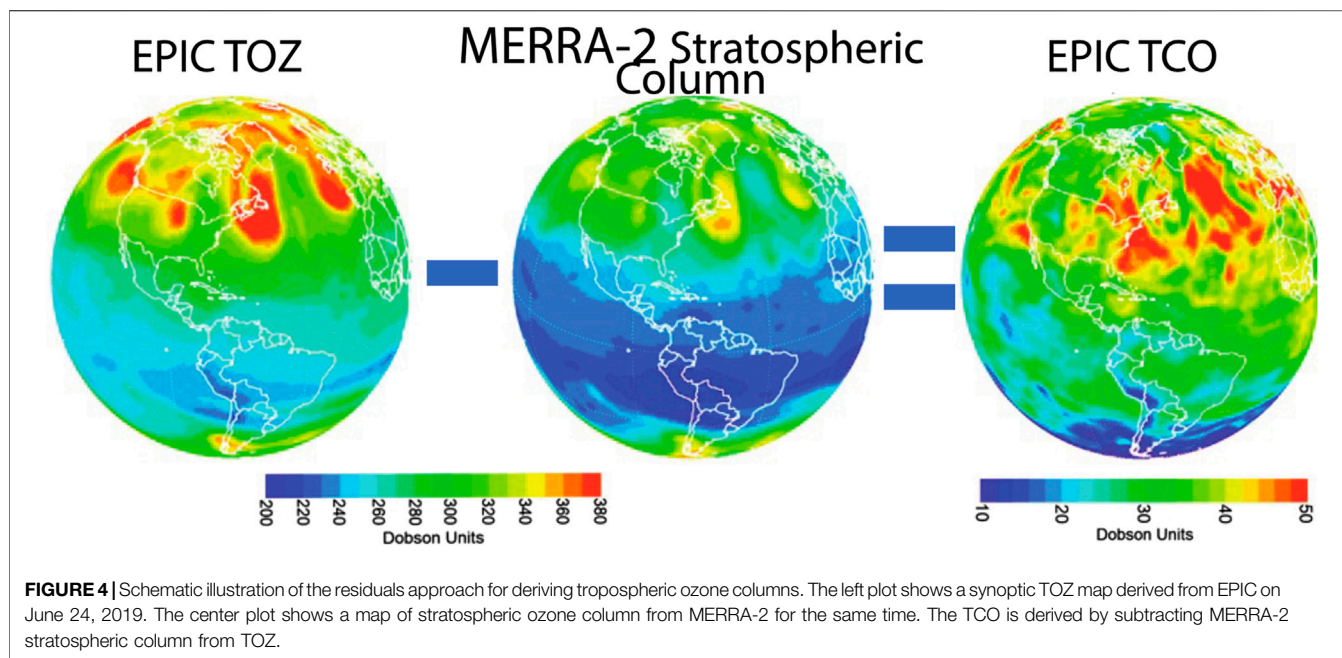 EPIC TOZ
MERRA-2 Stratospheric
Column
EPIC TCO
200 220 240 260 280 300 320 340 360 380
Dobson Units
10 20 30 40 50
Dobson Units
FIGURE 4 | Schematic illustration of the residuals approach for deriving tropospheric ozone columns. The left plot shows a synoptic TOZ map derived from EPIC on
June 24, 2019. The center plot shows a map of stratospheric ozone column from MERRA-2 for the same time. The TCO is derived by subtracting MERRA-2
stratospheric column from TOZ.